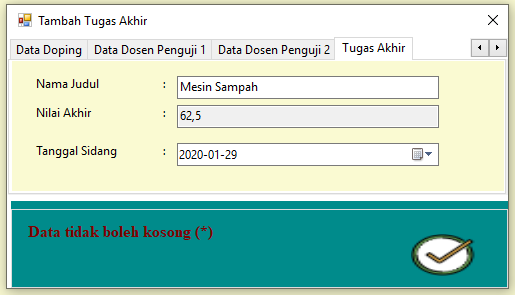 Tambah Tugas Akhir
Data Doping Data Dosen Penguji 1 Data Dosen Penguji 2 Tugas Akhir
Nama Judul : Mesin Sampah
Nilai Akhir : 62,5
Tanggal Sidang : 2020-01-29
Data tidak boleh kosong (*)